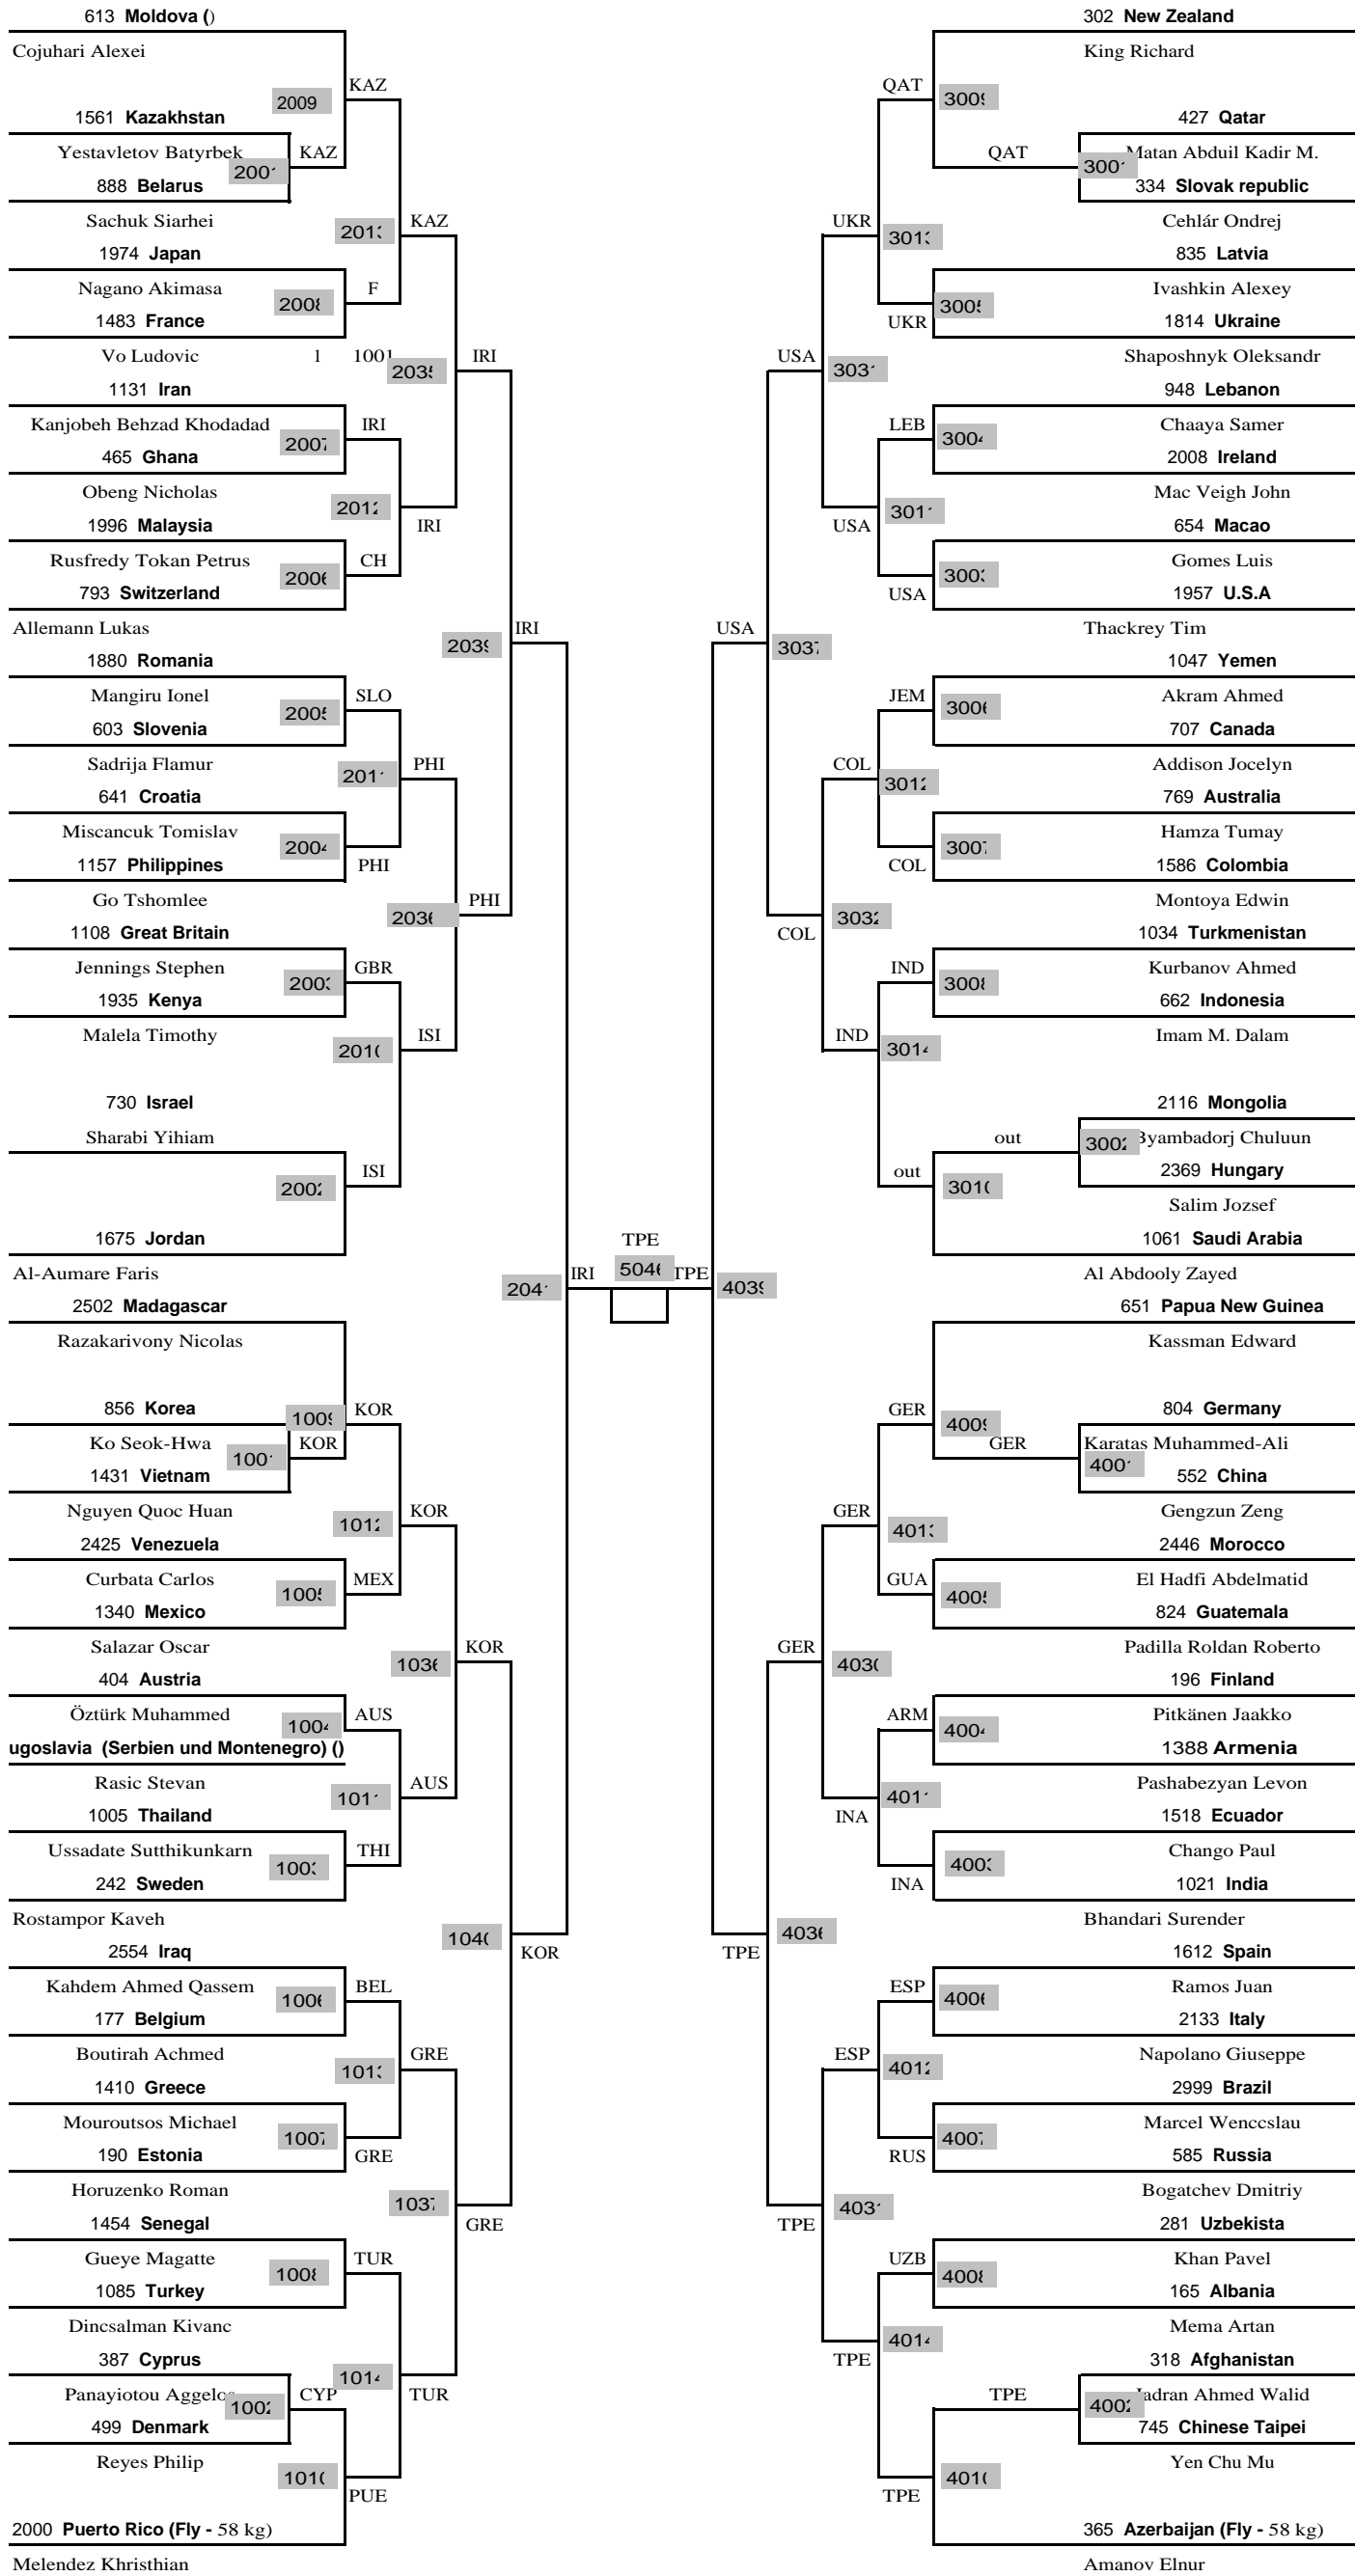 613 Moldova ()
Cojuhari Alexei
KAZ
2009
1561 Kazakhstan
Yestavletov Batyrbek
KAZ
888 Belarus
Sachuk Siarhei
KAZ
1974 Japan
Nagano Akimasa
F
1483 France
Vo Ludovic 1 1001
IRI
1131 Iran
Kanjobeh Behzad Khodadad
IRI
465 Ghana
Obeng Nicholas
1996 Malaysia
IRI
Rusfredy Tokan Petrus
CH
793 Switzerland
Allemann Lukas
IRI
1880 Romania
Mangiru Ionel
SLO
603 Slovenia
Sadrija Flamur
PHI
641 Croatia
Miscancuk Tomislav
1157 Philippines
PHI
Go Tshomlee
PHI
1108 Great Britain
Jennings Stephen
GBR
1935 Kenya
Malela Timothy
ISI
730 Israel
Sharabi Yihiam
ISI
1675 Jordan
Al-Aumare Faris
IRI
2502 Madagascar
Razakarivony Nicolas
856 Korea
KOR
Ko Seok-Hwa
KOR
1431 Vietnam
Nguyen Quoc Huan
KOR
2425 Venezuela
Curbata Carlos
MEX
1340 Mexico
Salazar Oscar
KOR
404 Austria
Öztürk Muhammed
AUS
ugoslavia (Serbien und Montenegro) ()
Rasic Stevan
AUS
1005 Thailand
Ussadate Sutthikunkarn
THI
242 Sweden
Rostampor Kaveh
KOR
2554 Iraq
Kahdem Ahmed Qassem
BEL
177 Belgium
Boutirah Achmed
GRE
1410 Greece
Mouroutsos Michael
190 Estonia
GRE
Horuzenko Roman
GRE
1454 Senegal
Gueye Magatte
TUR
1085 Turkey
Dincsalman Kivanc
387 Cyprus
TUR
Panayiotou Aggelos
CYP
499 Denmark
Reyes Philip
PUE
2000 Puerto Rico (Fly - 58 kg)
Melendez Khristhian
TPE
TPE
302 New Zealand
King Richard
QAT
427 Qatar
QAT
Matan Abduil Kadir M.
334 Slovak republic
Cehlár Ondrej
UKR
835 Latvia
Ivashkin Alexey
1814 Ukraine
UKR
Shaposhnyk Oleksandr
USA
948 Lebanon
Chaaya Samer
LEB
2008 Ireland
Mac Veigh John
USA
654 Macao
Gomes Luis
1957 U.S.A
USA
Thackrey Tim
USA
1047 Yemen
Akram Ahmed
JEM
707 Canada
Addison Jocelyn
COL
769 Australia
Hamza Tumay
1586 Colombia
COL
Montoya Edwin
COL
1034 Turkmenistan
Kurbanov Ahmed
IND
662 Indonesia
Imam M. Dalam
IND
2116 Mongolia
out
Byambadorj Chuluun
2369 Hungary
out
Salim Jozsef
1061 Saudi Arabia
Al Abdooly Zayed
651 Papua New Guinea
Kassman Edward
GER
804 Germany
GER
Karatas Muhammed-Ali
552 China
Gengzun Zeng
GER
2446 Morocco
El Hadfi Abdelmatid
GUA
824 Guatemala
Padilla Roldan Roberto
GER
196 Finland
Pitkänen Jaakko
ARM
1388 Armenia
Pashabezyan Levon
INA
1518 Ecuador
Chango Paul
1021 India
INA
Bhandari Surender
TPE
1612 Spain
Ramos Juan
ESP
2133 Italy
Napolano Giuseppe
ESP
2999 Brazil
Marcel Wenccslau
585 Russia
RUS
Bogatchev Dmitriy
TPE
281 Uzbekista
Khan Pavel
UZB
165 Albania
Mema Artan
TPE
318 Afghanistan
TPE
Ahmed Walid
745 Chinese Taipei
Yen Chu Mu
TPE
365 Azerbaijan (Fly - 58 kg)
Amanov Elnur